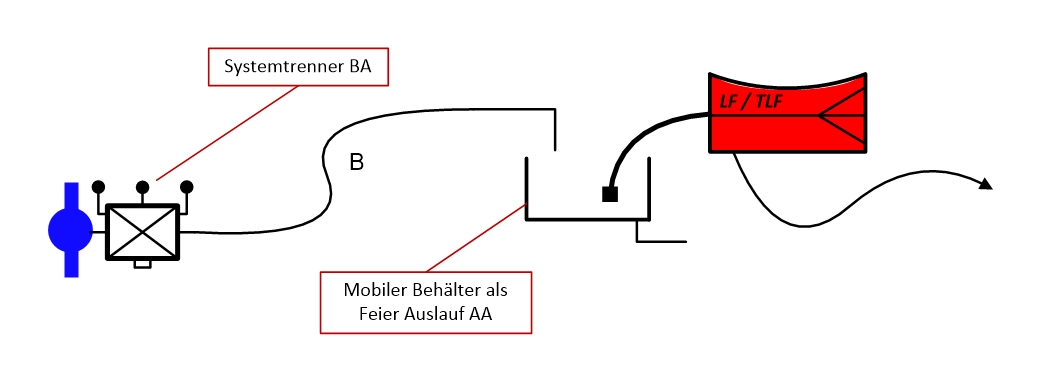 Systemtrenner BA
LF / TLF
B
Mobiler Behälter als
Feier Auslauf AA